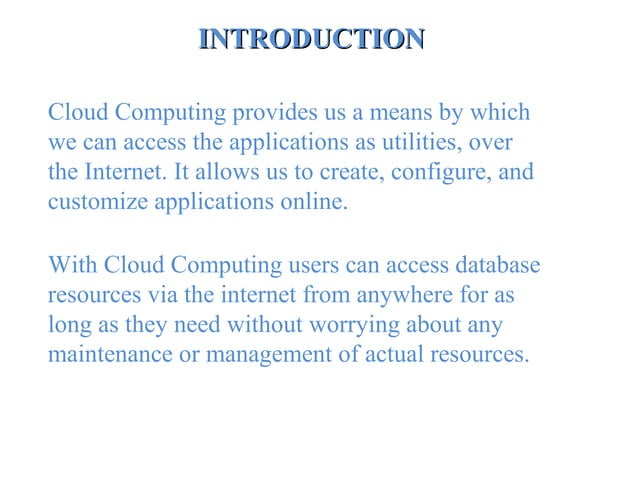 INTRODUCTION
Cloud Computing provides us a means by which
we can access the applications as utilities, over
the Internet. It allows us to create, configure, and
customize applications online.
With Cloud Computing users can access database
resources via the internet from anywhere for as
long as they need without worrying about any
maintenance or management of actual resources.